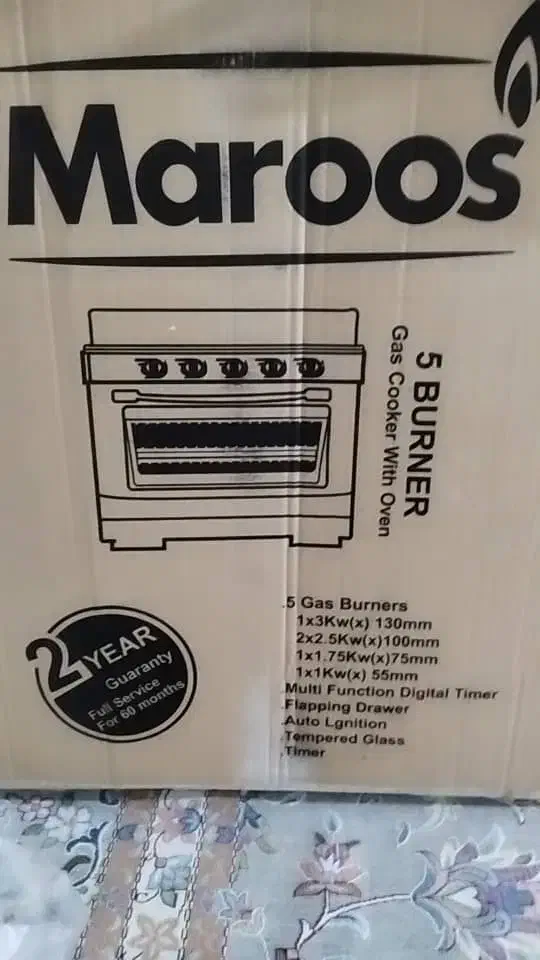 Maroos
5 BURNER
Gas Cooker With Oven
2 YEAR
Guaranty
Full Service
For 60 months
.5 Gas Burners
1x3Kw(x) 130mm
2x2.5Kw(x)100mm
1x1.75Kw(x)75mm
1x1Kw(x) 55mm
.Multi Function Digital Timer
.Flapping Drawer
.Auto Lgnition
.Tempered Glass
.Timer